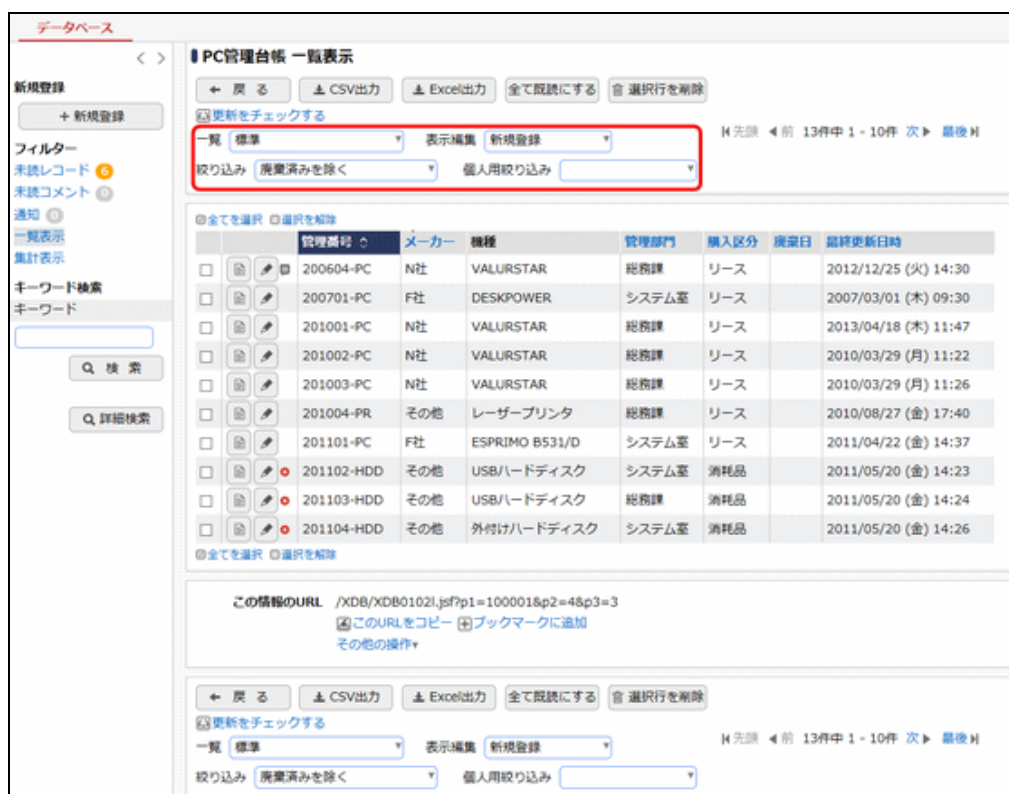 データベース
< >
新規登録
+ 新規登録
フィルター
未読レコード 6
未読コメント 0
通知 0
一覧表示
集計表示
キーワード検索
キーワード
検 索
詳細検索
PC管理台帳 一覧表示
戻 る CSV出力 Excel出力 全て既読にする 選択行を削除
更新をチェックする
一覧 標準 表示編集 新規登録
先頭 前 13件中 1 - 10件 次 最後
絞り込み 廃棄済みを除く 個人用絞り込み
全てを選択 選択を解除
管理番号 メーカー 機種 管理部門 購入区分 廃棄日 最終更新日時
200604-PC N社 VALURSTAR 総務課 リース 2012/12/25 (火) 14:30
200701-PC F社 DESKPOWER システム室 リース 2007/03/01 (木) 09:30
201001-PC N社 VALURSTAR 総務課 リース 2013/04/18 (木) 11:47
201002-PC N社 VALURSTAR 総務課 リース 2010/03/29 (月) 11:22
201003-PC N社 VALURSTAR 総務課 リース 2010/03/29 (月) 11:26
201004-PR その他 レーザープリンタ 総務課 リース 2010/08/27 (金) 17:40
201101-PC F社 ESPRIMO B531/D システム室 リース 2011/04/22 (金) 14:37
201102-HDD その他 USBハードディスク システム室 消耗品 2011/05/20 (金) 14:23
201103-HDD その他 USBハードディスク 総務課 消耗品 2011/05/20 (金) 14:24
201104-HDD その他 外付けハードディスク システム室 消耗品 2011/05/20 (金) 14:26
全てを選択 選択を解除
この情報のURL /XDB/XDB0102l.jsf?p1=100001&p2=4&p3=3
このURLをコピー ブックマークに追加
その他の操作▾
戻 る CSV出力 Excel出力 全て既読にする 選択行を削除
更新をチェックする
一覧 標準 表示編集 新規登録
先頭 前 13件中 1 - 10件 次 最後
絞り込み 廃棄済みを除く 個人用絞り込み